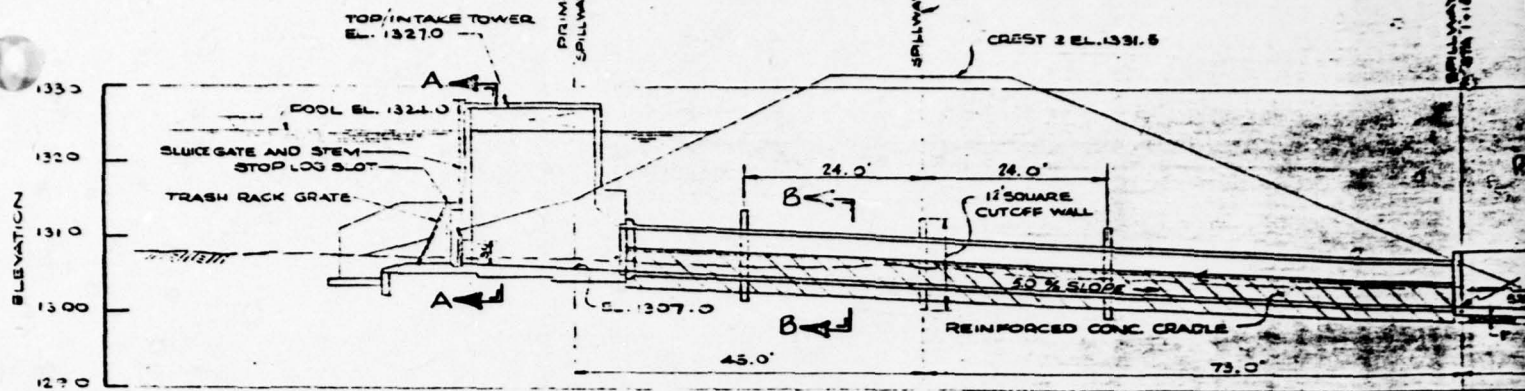 TOP/INTAKE TOWER
EL. 1327.0
CREST 2 EL. 1331.5
A
1330
POOL EL. 1324.0
SLUICE GATE AND STEM
STOP LOG SLOT
1320
TRASH RACK GRATE
24.0'
24.0'
B
12' SQUARE
CUTOFF WALL
1310
ELEVATION
A
5.0 % SLOPE
EL. 1307.0
1300
B
REINFORCED CONC. CRADLE
45.0'
73.0'
1290